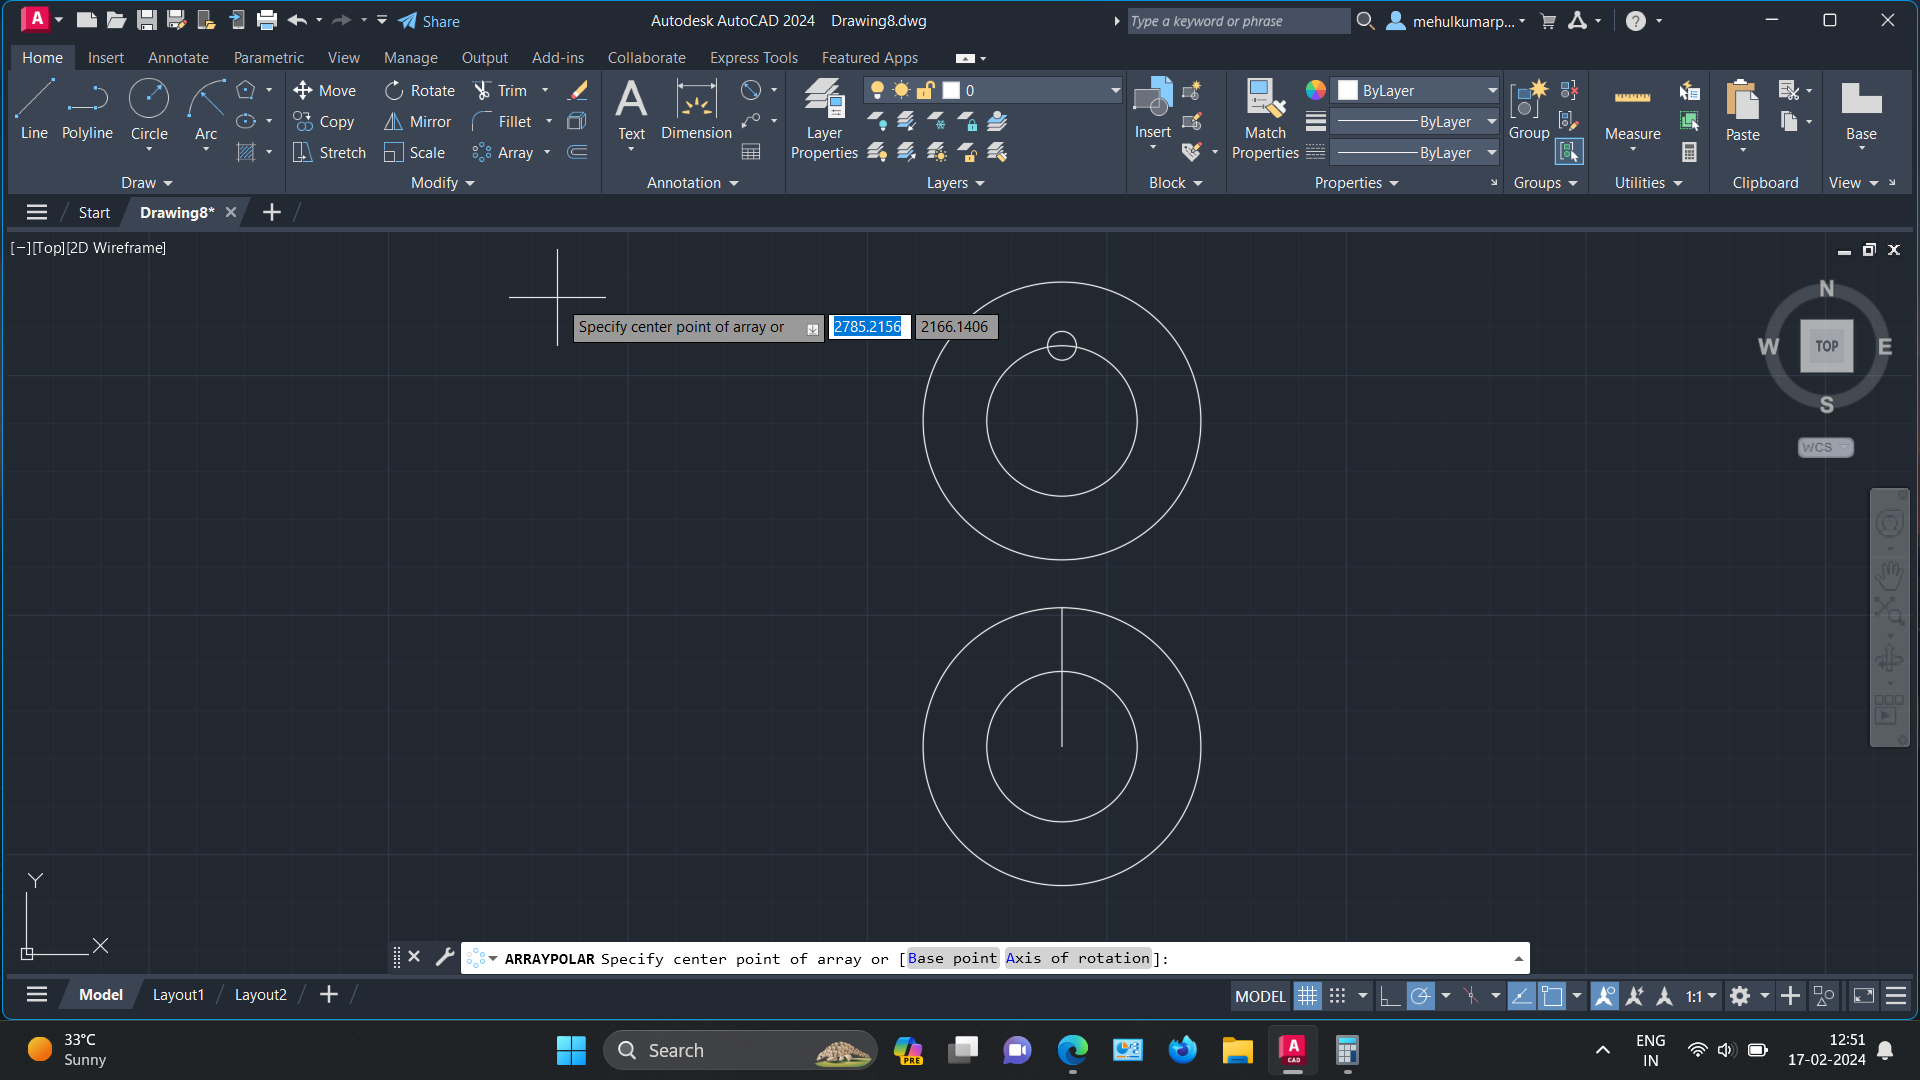 A Share Autodesk AutoCAD 2024 Drawing8.dwg Type a keyword or phrase mehulkumarp... ?
Home Insert Annotate Parametric View Manage Output Add-ins Collaborate Express Tools Featured Apps
Line Polyline Circle Arc
Move Rotate Trim
Copy Mirror Fillet
Stretch Scale Array
A Text Dimension
Layer Properties
0
Insert
Match Properties
ByLayer
ByLayer
ByLayer
Group
Measure
Paste
Base
Draw Modify Annotation Layers Block Properties Groups Utilities Clipboard View
Start Drawing8*
[−][Top][2D Wireframe]
N
W TOP E
S
WCS
Specify center point of array or 2785.2156 2166.1406
Y
X
ARRAYPOLAR Specify center point of array or [Base point Axis of rotation]:
Model Layout1 Layout2 MODEL 1:1
33°C
Sunny
Search
PRE
A
CAD
ENG
IN
12:51
17-02-2024